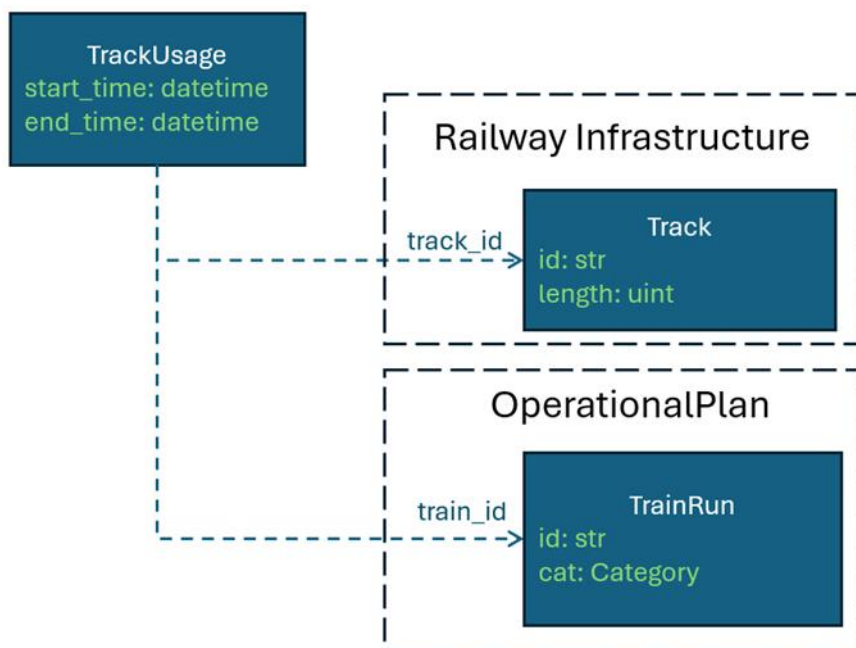 TrackUsage
start_time: datetime
end_time: datetime
Railway Infrastructure
track_id
Track
id: str
length: uint
OperationalPlan
train_id
TrainRun
id: str
cat: Category